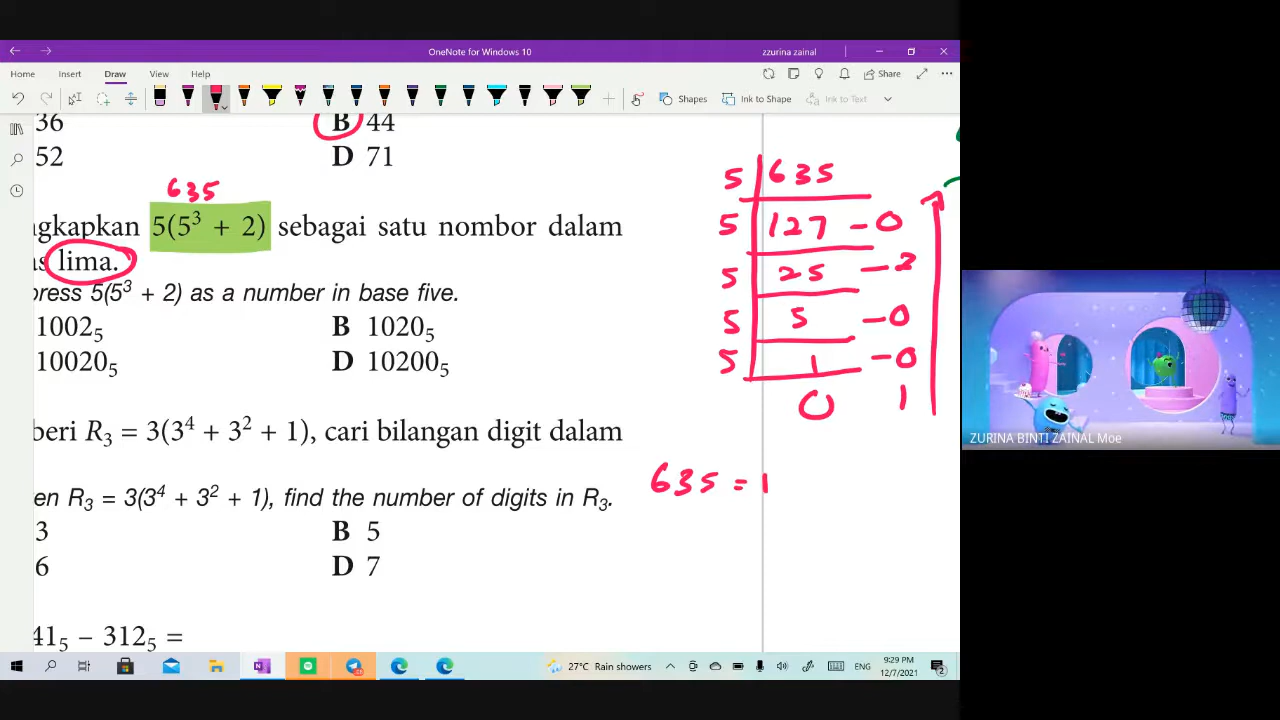 OneNote for Windows 10
zzurina zainal
Home Insert Draw View Help
Share
Shapes Ink to Shape Ink to Text
36 B 44
52 D 71
635
ngkapkan 5(5³ + 2) sebagai satu nombor dalam
as lima.
press 5(5³ + 2) as a number in base five.
1002₅ B 1020₅
10020₅ D 10200₅
beri R₃ = 3(3⁴ + 3² + 1), cari bilangan digit dalam
en R₃ = 3(3⁴ + 3² + 1), find the number of digits in R₃.
3 B 5
6 D 7
41₅ – 312₅ =
5 635
5 127 – 0
5 25 – 2
5 5 – 0
5 1 – 0
0 1
635 = 1
ZURINA BINTI ZAINAL Moe
27°C Rain showers
ENG
9:29 PM
12/7/2021
2